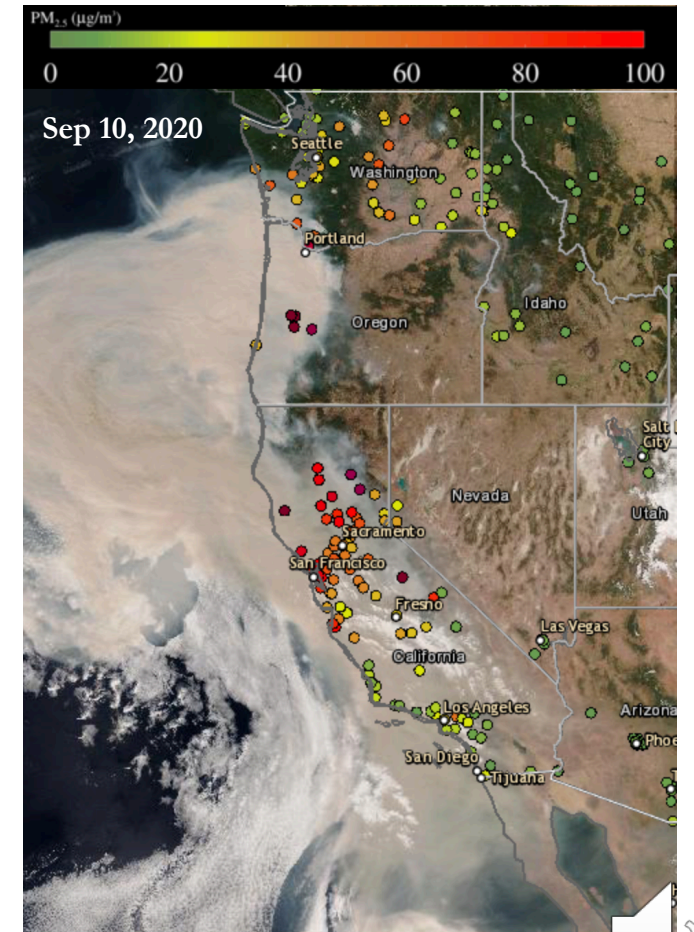 PM2.5 (µg/m³)
0 20 40 60 80 100
Sep 10, 2020
Seattle
Washington
Portland
Idaho
Oregon
Salt
City
Nevada
Utah
Sacramento
San Francisco
Fresno
Las Vegas
California
Los Angeles
Arizona
Phoe
San Diego
Tijuana
T
H